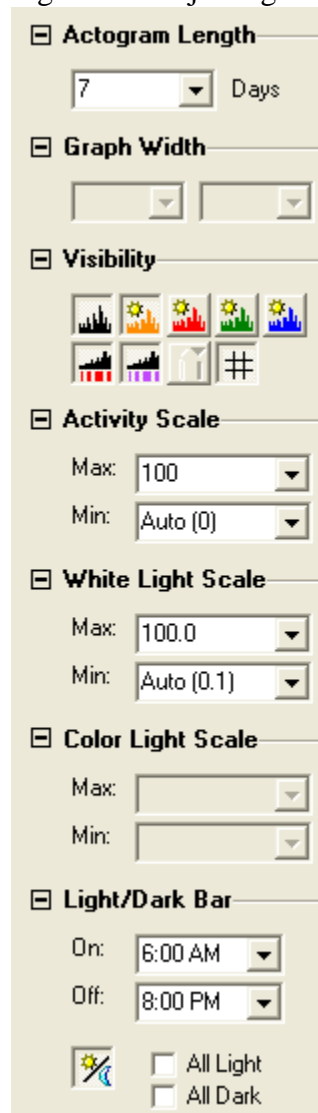 Actogram Length
7 Days
Graph Width
Visibility
Activity Scale
Max: 100
Min: Auto (0)
White Light Scale
Max: 100.0
Min: Auto (0.1)
Color Light Scale
Max:
Min:
Light/Dark Bar
On: 6:00 AM
Off: 8:00 PM
All Light
All Dark